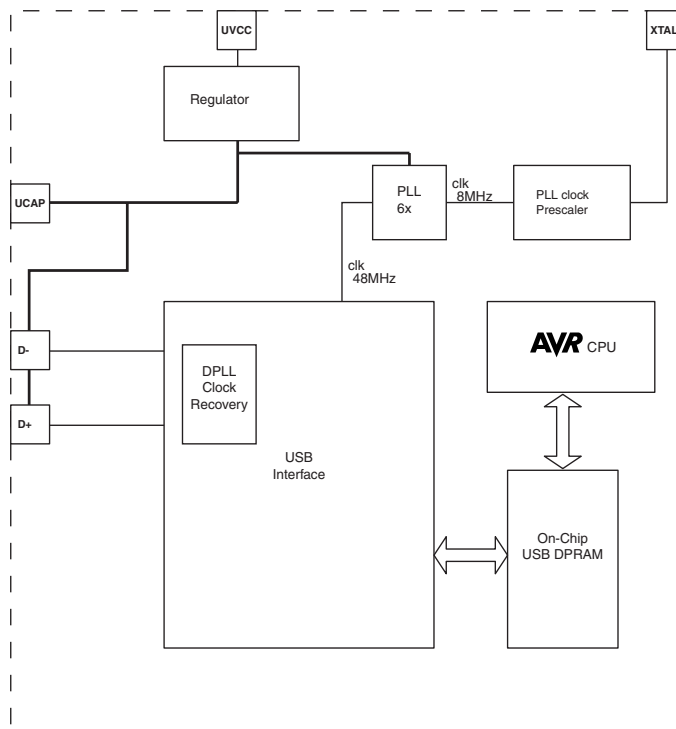 UVCC
XTAL
Regulator
UCAP
PLL
6x
clk
8MHz
PLL clock
Prescaler
clk
48MHz
D-
D+
DPLL
Clock
Recovery
USB
Interface
AVR CPU
On-Chip
USB DPRAM